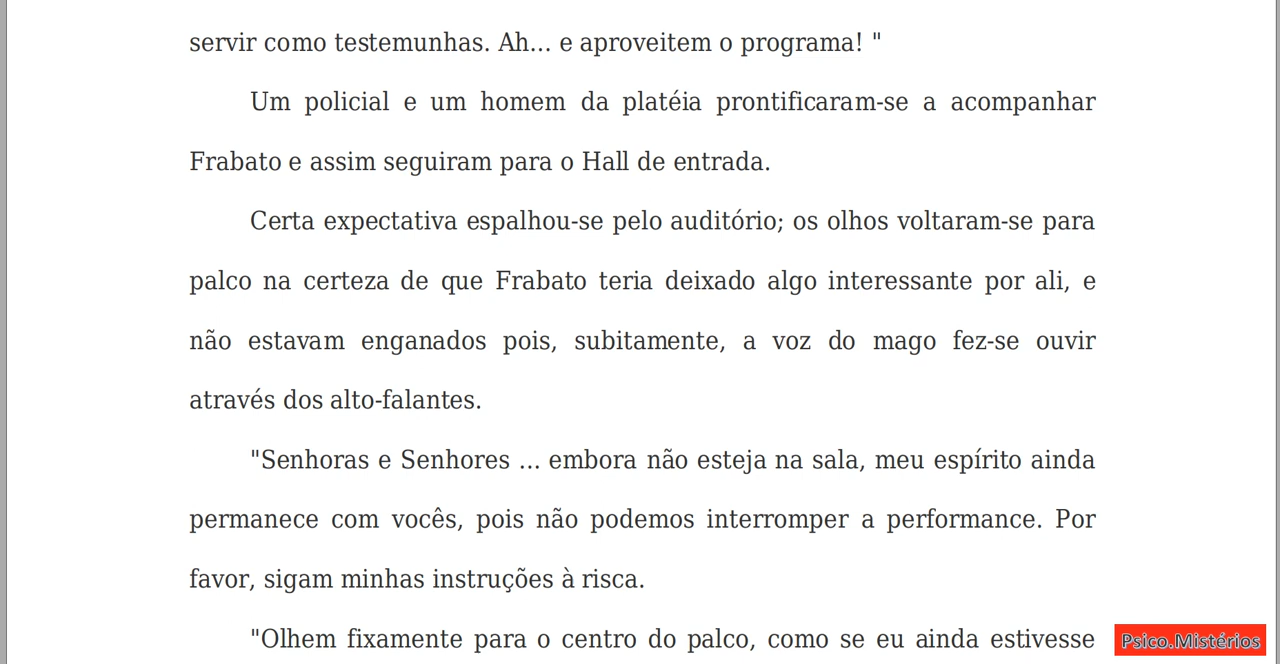 servir como testemunhas. Ah... e aproveitem o programa! "
Um policial e um homem da platéia prontificaram-se a acompanhar
Frabato e assim seguiram para o Hall de entrada.
Certa expectativa espalhou-se pelo auditório; os olhos voltaram-se para
palco na certeza de que Frabato teria deixado algo interessante por ali, e
não estavam enganados pois, subitamente, a voz do mago fez-se ouvir
através dos alto-falantes.
"Senhoras e Senhores ... embora não esteja na sala, meu espírito ainda
permanece com vocês, pois não podemos interromper a performance. Por
favor, sigam minhas instruções à risca.
"Olhem fixamente para o centro do palco, como se eu ainda estivesse
Psico.Mistérios